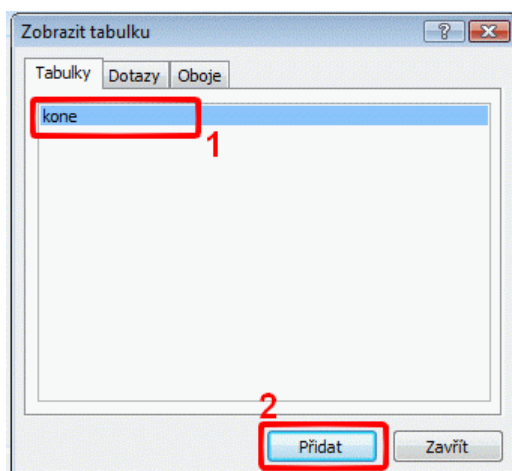 Zobrazit tabulku
Tabulky Dotazy Oboje
kone
1
2
Přidat Zavřít